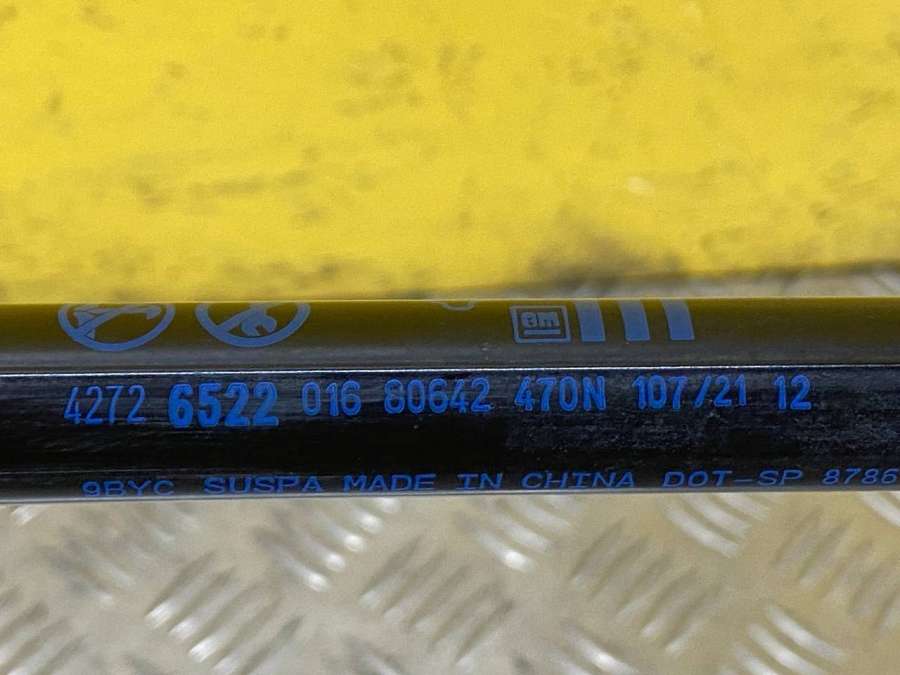 GM
4272 6522 016 80642 470N 107/21 12
9BYC SUSPA MADE IN CHINA DOT-SP 8786